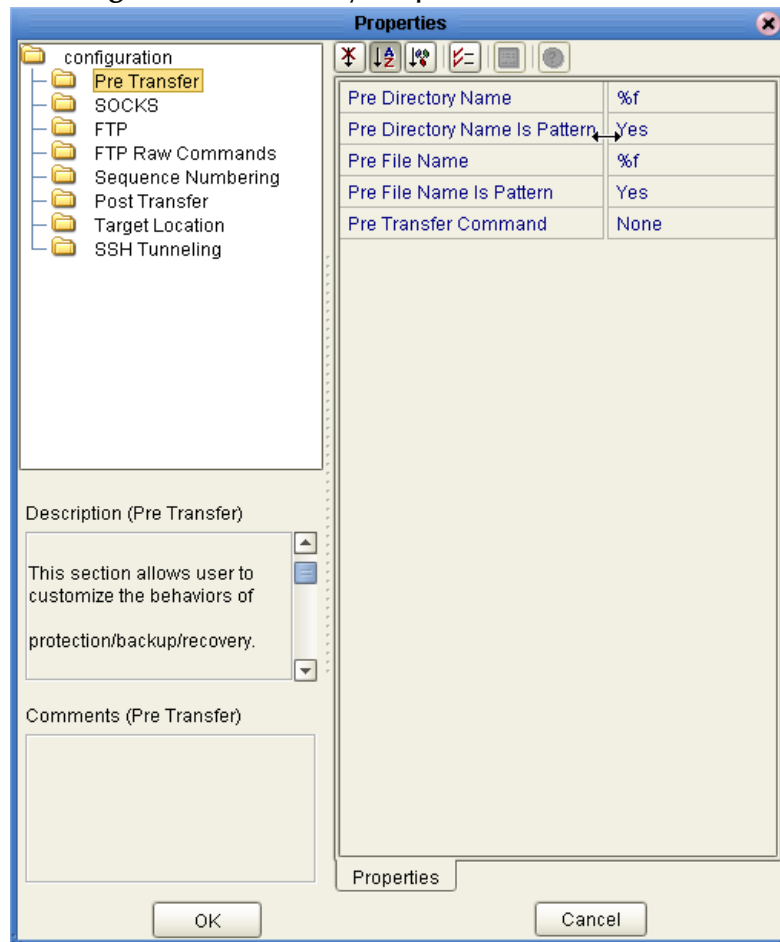 Properties
configuration
Pre Transfer
SOCKS
FTP
FTP Raw Commands
Sequence Numbering
Post Transfer
Target Location
SSH Tunneling
Description (Pre Transfer)
This section allows user to
customize the behaviors of
protection/backup/recovery.
Comments (Pre Transfer)
Pre Directory Name %f
Pre Directory Name Is Pattern Yes
Pre File Name %f
Pre File Name Is Pattern Yes
Pre Transfer Command None
Properties
OK
Cancel